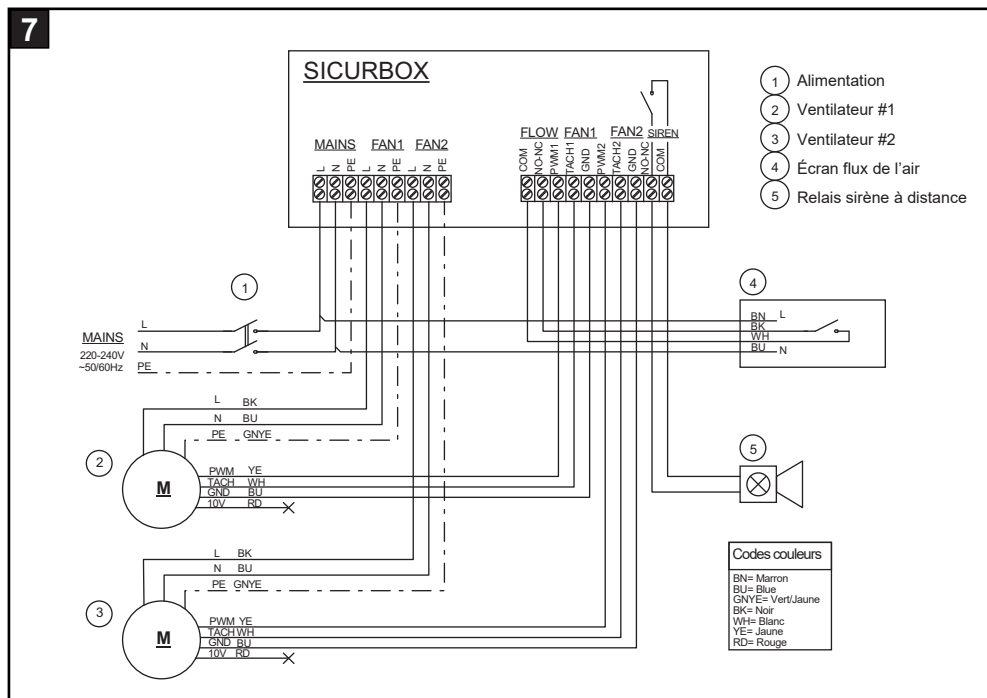 7
SICURBOX
MAINS FAN1 FAN2
L N PE L N PE L N PE
FLOW FAN1 FAN2 SIREN
COM NO-NC PWM1 TACH1 GND PWM2 TACH2 GND NO-NC COM
1 Alimentation
2 Ventilateur #1
3 Ventilateur #2
4 Écran flux de l'air
5 Relais sirène à distance
1
MAINS
220-240V
~50/60Hz
L
N
PE
4
BN L
BK
WH
BU N
L BK
N BU
PE GNYE
2
M
PWM YE
TACH WH
GND BU
10V RD
5
L BK
N BU
PE GNYE
3
M
PWM YE
TACH WH
GND BU
10V RD
Codes couleurs
BN= Marron
BU= Blue
GNYE= Vert/Jaune
BK= Noir
WH= Blanc
YE= Jaune
RD= Rouge